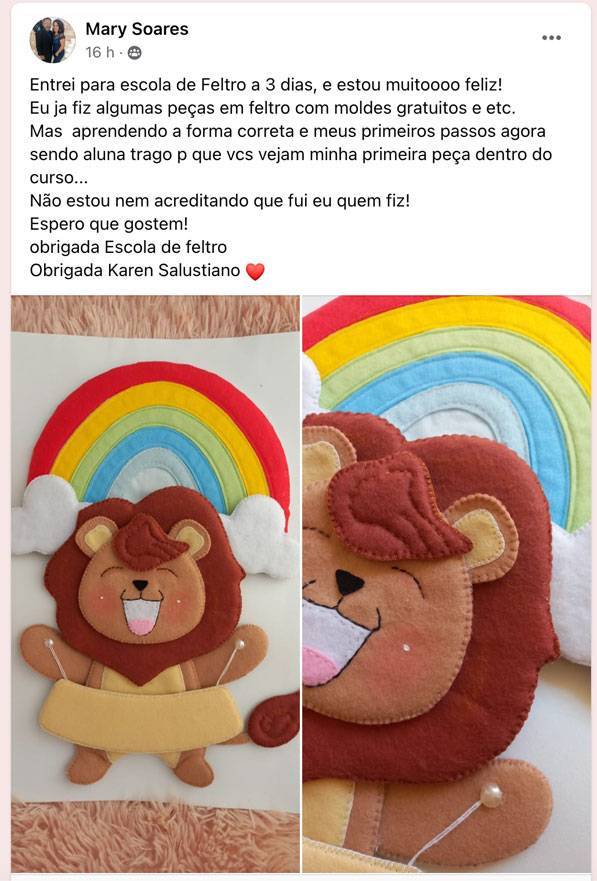 Mary Soares
16 h ·
Entrei para escola de Feltro a 3 dias, e estou muitoooo feliz!
Eu ja fiz algumas peças em feltro com moldes gratuitos e etc.
Mas  aprendendo a forma correta e meus primeiros passos agora
sendo aluna trago p que vcs vejam minha primeira peça dentro do
curso...
Não estou nem acreditando que fui eu quem fiz!
Espero que gostem!
obrigada Escola de feltro
Obrigada Karen Salustiano ❤️